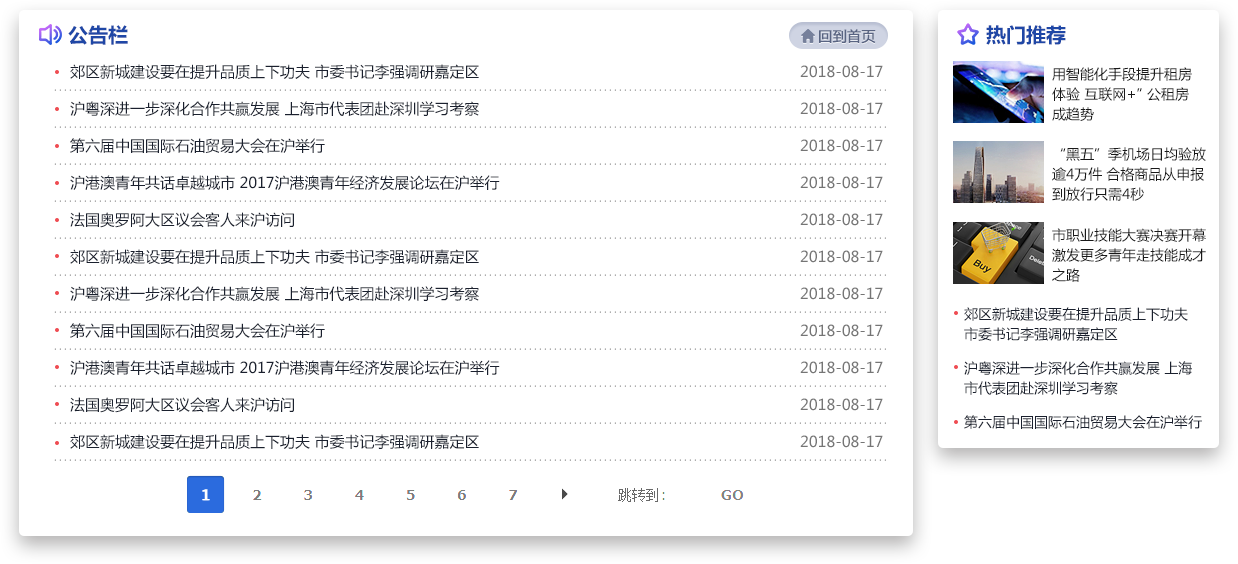 公告栏
回到首页
郊区新城建设要在提升品质上下功夫 市委书记李强调研嘉定区 2018-08-17
沪粤深进一步深化合作共赢发展 上海市代表团赴深圳学习考察 2018-08-17
第六届中国国际石油贸易大会在沪举行 2018-08-17
沪港澳青年共话卓越城市 2017沪港澳青年经济发展论坛在沪举行 2018-08-17
法国奥罗阿大区议会客人来沪访问 2018-08-17
郊区新城建设要在提升品质上下功夫 市委书记李强调研嘉定区 2018-08-17
沪粤深进一步深化合作共赢发展 上海市代表团赴深圳学习考察 2018-08-17
第六届中国国际石油贸易大会在沪举行 2018-08-17
沪港澳青年共话卓越城市 2017沪港澳青年经济发展论坛在沪举行 2018-08-17
法国奥罗阿大区议会客人来沪访问 2018-08-17
郊区新城建设要在提升品质上下功夫 市委书记李强调研嘉定区 2018-08-17
1 2 3 4 5 6 7 跳转到： GO
热门推荐
用智能化手段提升租房
体验 互联网+”公租房
成趋势
“黑五”季机场日均验放
逾4万件 合格商品从申报
到放行只需4秒
Buy
Delete
市职业技能大赛决赛开幕
激发更多青年走技能成才
之路
郊区新城建设要在提升品质上下功夫
市委书记李强调研嘉定区
沪粤深进一步深化合作共赢发展 上海
市代表团赴深圳学习考察
第六届中国国际石油贸易大会在沪举行